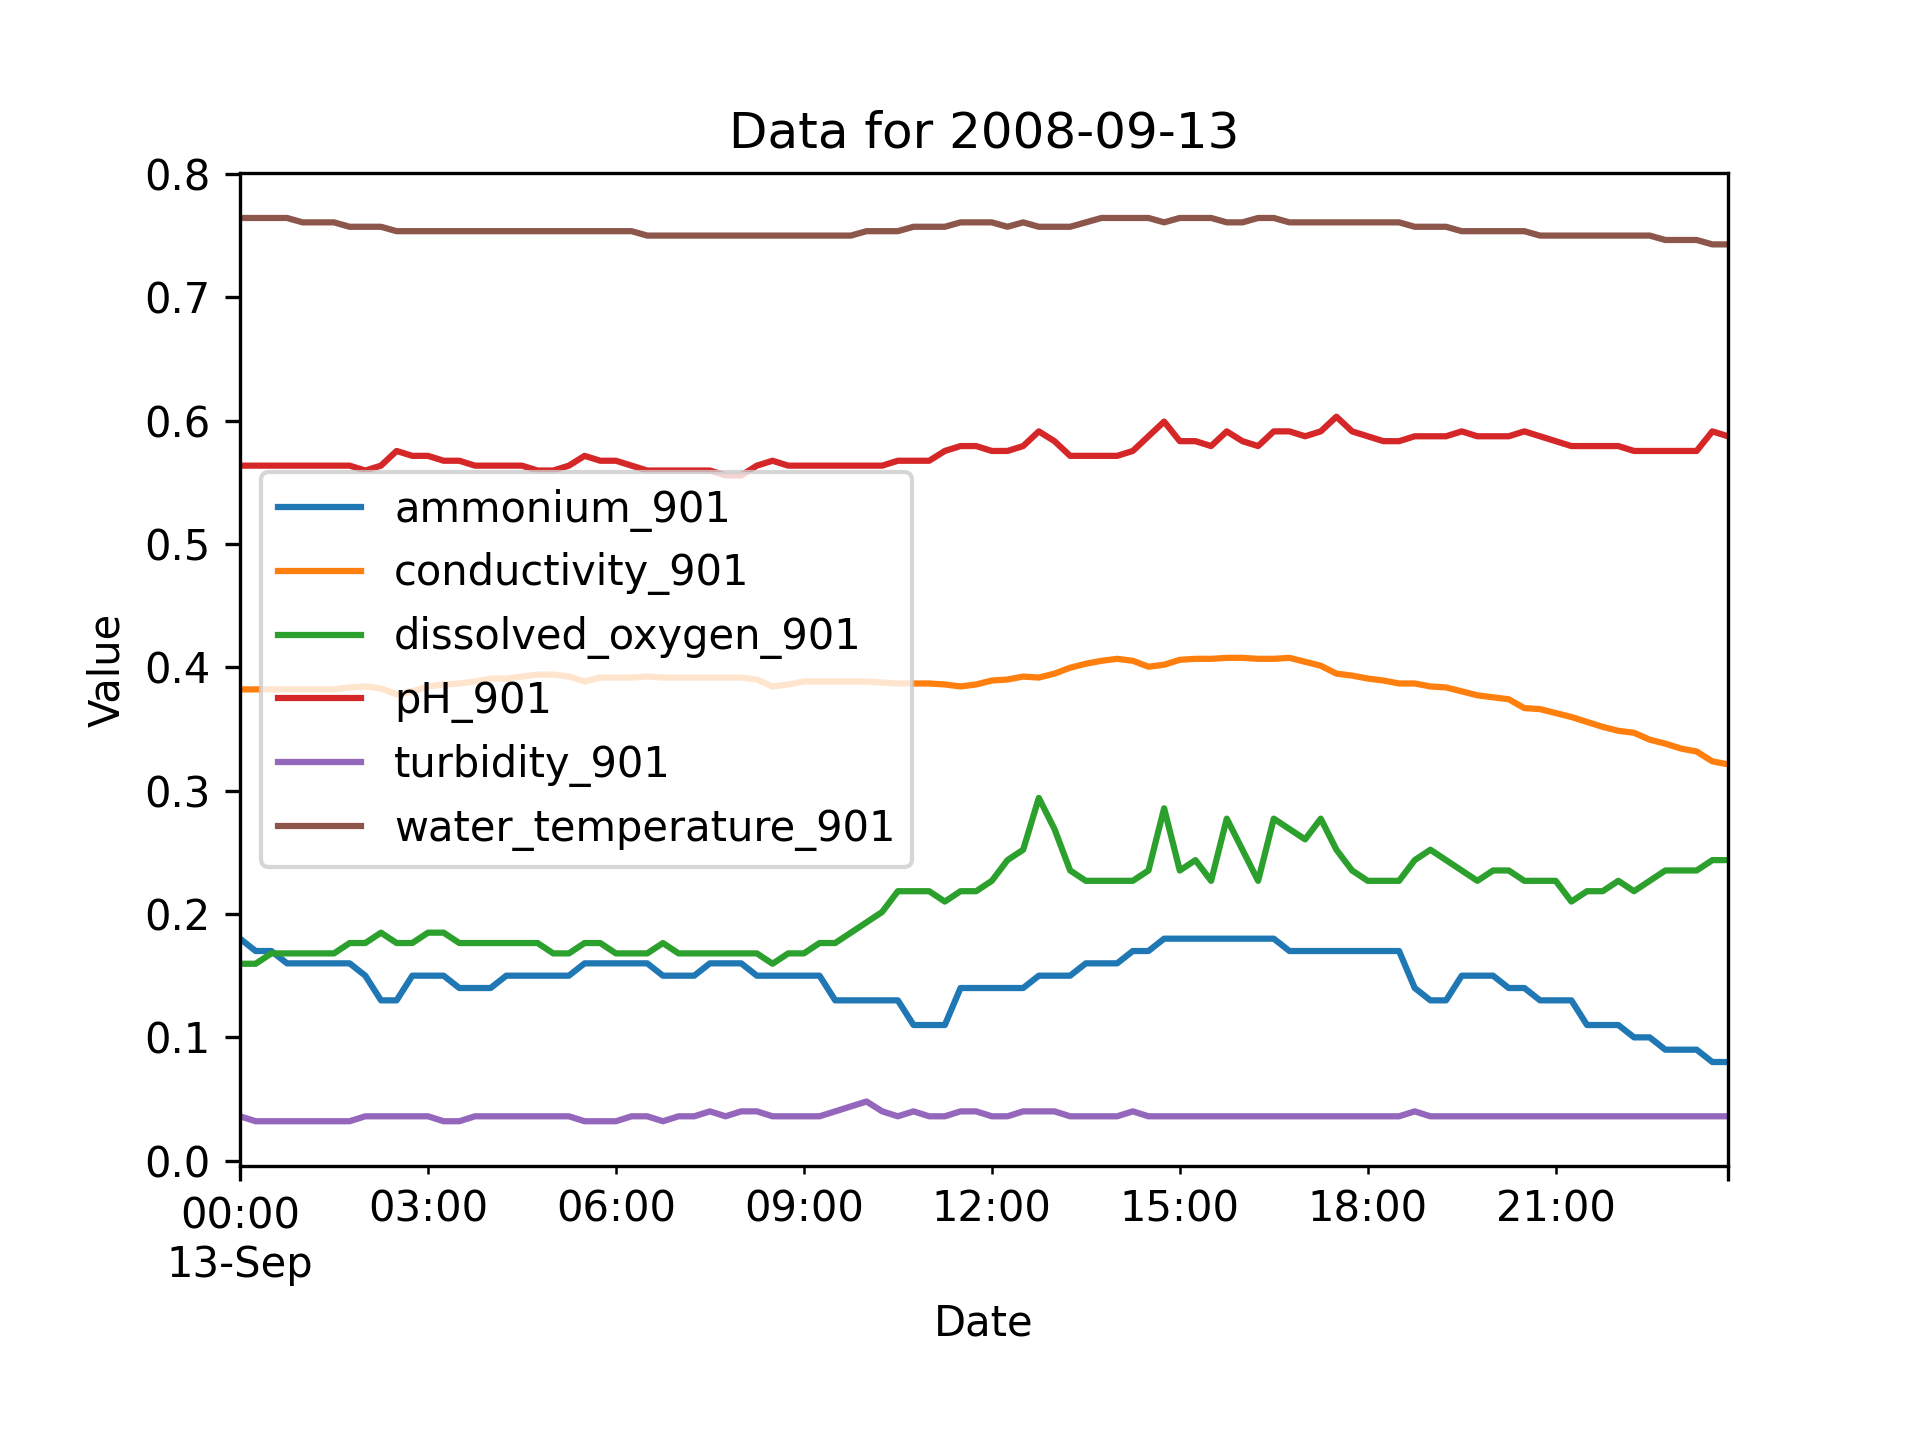 Data for 2008-09-13
0.8
0.7
0.6
0.5
0.4
0.3
0.2
0.1
0.0
Value
ammonium_901
conductivity_901
dissolved_oxygen_901
pH_901
turbidity_901
water_temperature_901
00:00 03:00 06:00 09:00 12:00 15:00 18:00 21:00
13-Sep
Date